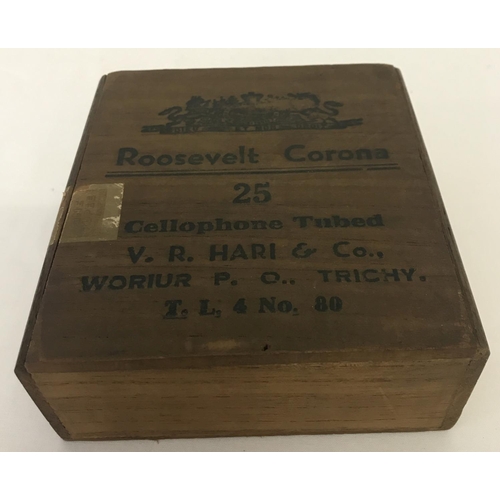 Roosevelt Corona
25
Cellophone Tubed
V. R. HARI & Co.,
WORIUR P. O., TRICHY.
T. L. 4 No. 80